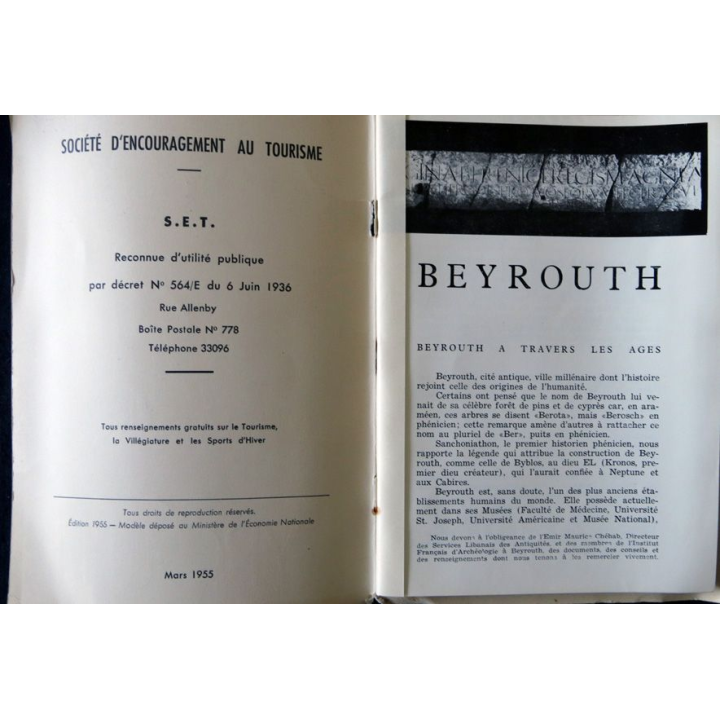 SOCIÉTÉ D'ENCOURAGEMENT AU TOURISME
S.E.T.
Reconnue d'utilité publique
par décret Nº 564/E du 6 Juin 1936
Rue Allenby
Boîte Postale Nº 778
Téléphone 33096
Tous renseignements gratuits sur le Tourisme,
la Villégiature et les Sports d'Hiver
Tous droits de reproduction réservés.
Édition 1955 — Modèle déposé au Ministère de l'Économie Nationale
Mars 1955
BEYROUTH
BEYROUTH A TRAVERS LES AGES
Beyrouth, cité antique, ville millénaire dont l'histoire
rejoint celle des origines de l'humanité.
Certains ont pensé que le nom de Beyrouth lui ve-
nait de sa célèbre forêt de pins et de cyprès car, en ara-
méen, ces arbres se disent «Berota», mais «Berosch» en
phénicien; cette remarque amène d'autres à rattacher ce
nom au pluriel de «Ber», puits en phénicien.
Sanchoniathon, le premier historien phénicien, nous
rapporte la légende qui attribue la construction de Bey-
routh, comme celle de Byblos, au dieu EL (Kronos, pre-
mier dieu créateur), qui l'aurait confiée à Neptune et
aux Cabires.
Beyrouth est, sans doute, l'un des plus anciens éta-
blissements humains du monde. Elle possède actuelle-
ment dans ses Musées (Faculté de Médecine, Université
St. Joseph, Université Américaine et Musée National),
Nous devons à l'obligeance de l'Emir Maurice Chéhab, Directeur
des Services Libanais des Antiquités, et des membres de l'Institut
Français d'Archéologie à Beyrouth, des documents, des conseils et
des renseignements dont nous tenons à les remercier vivement.